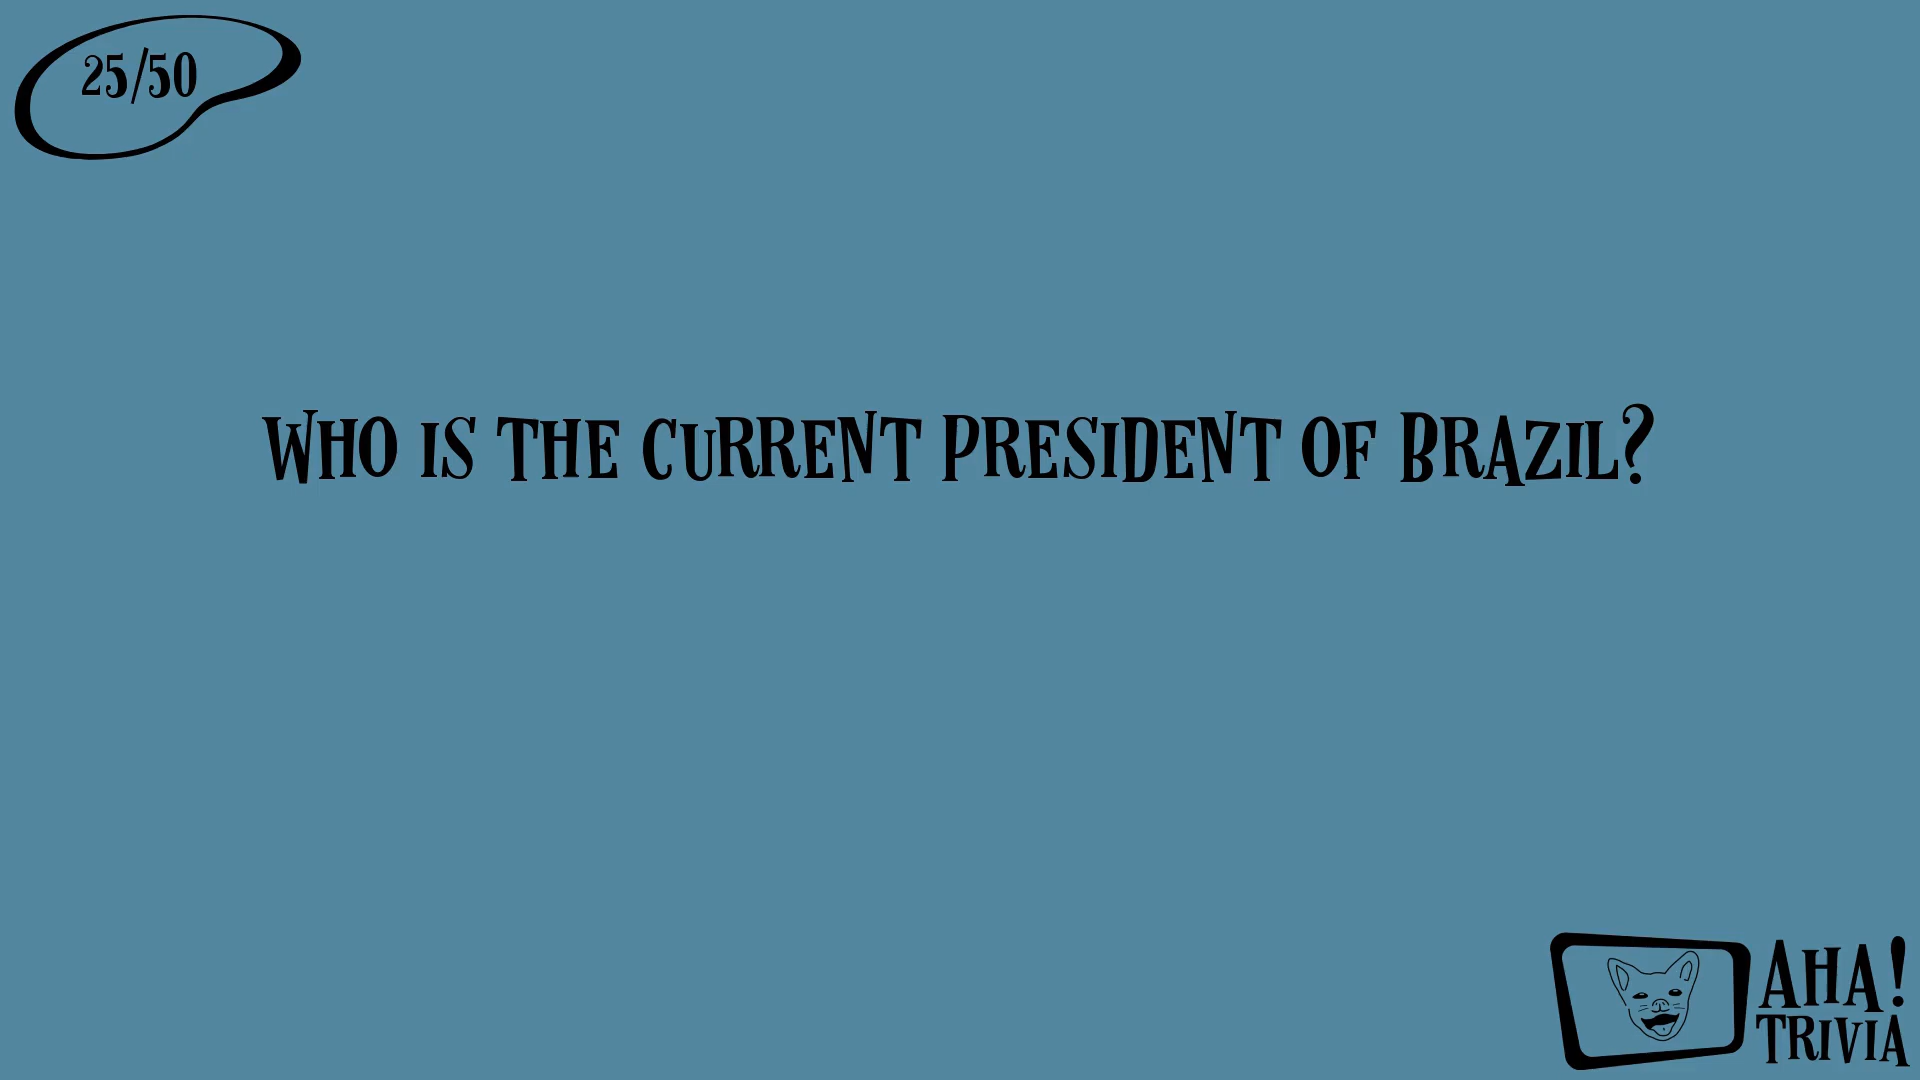 25/50
Who is the current President of Brazil?
AHA!
TRIVIA